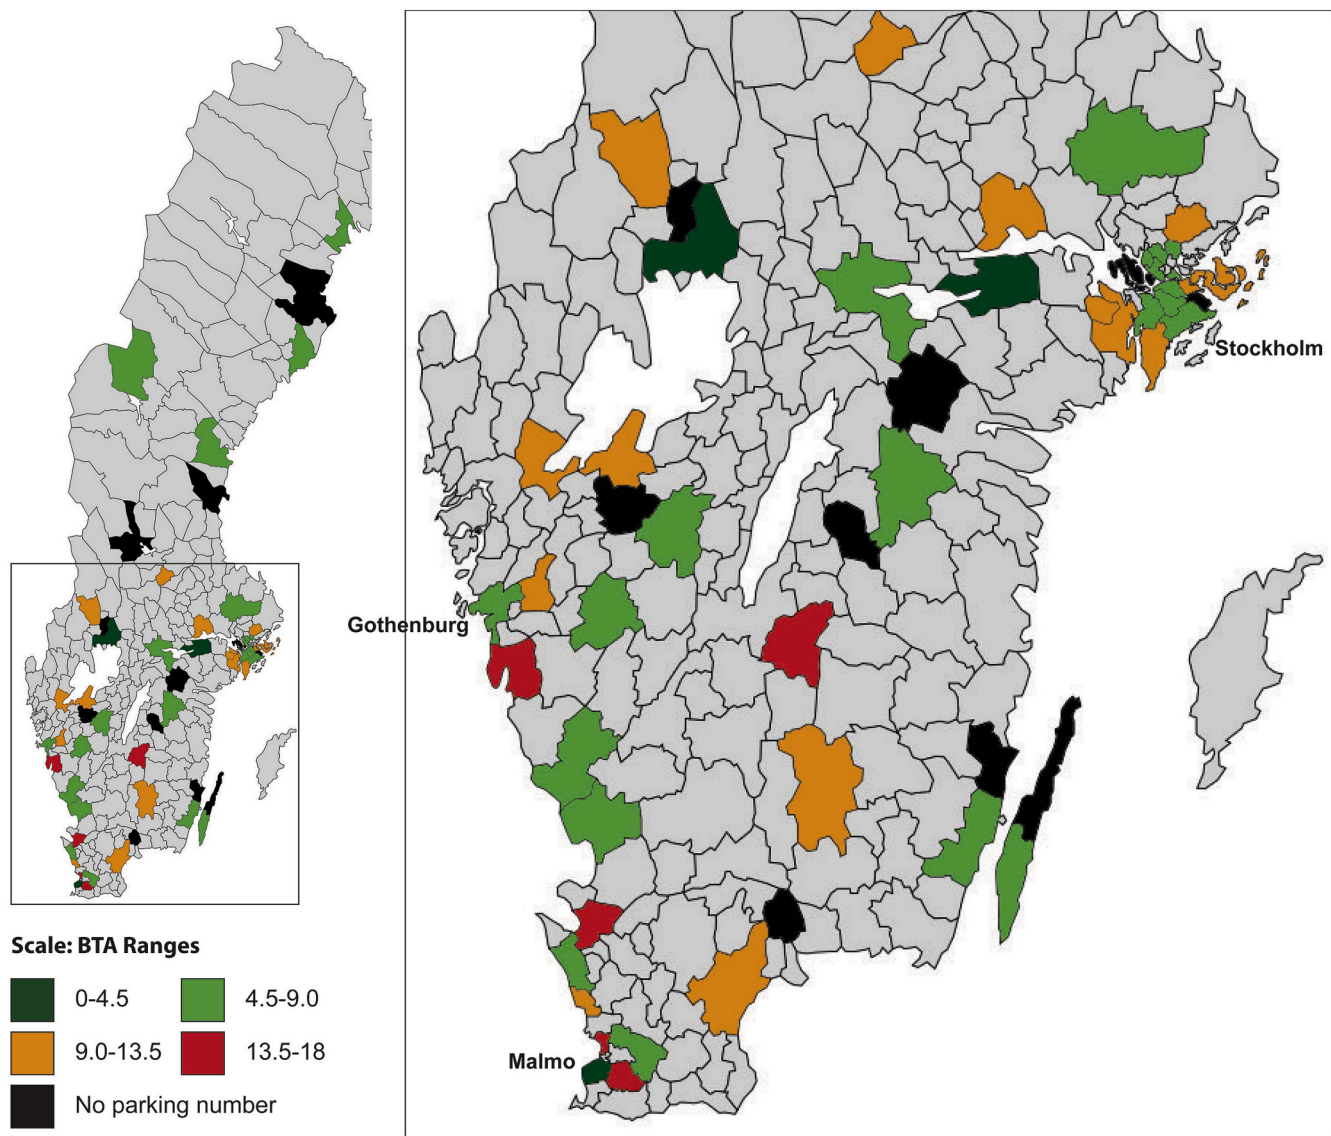 Stockholm
Gothenburg
Malmo
Scale: BTA Ranges
0-4.5
4.5-9.0
9.0-13.5
13.5-18
No parking number